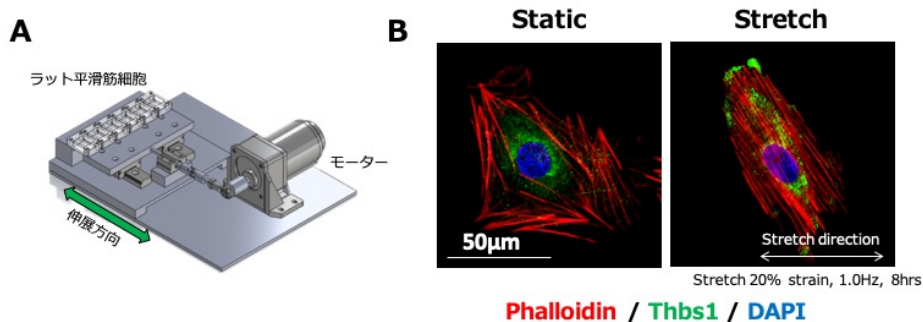 A
ラット平滑筋細胞
モーター
伸展方向
B
Static
Stretch
50μm
Stretch direction
Stretch 20% strain, 1.0Hz, 8hrs
Phalloidin / Thbs1 / DAPI